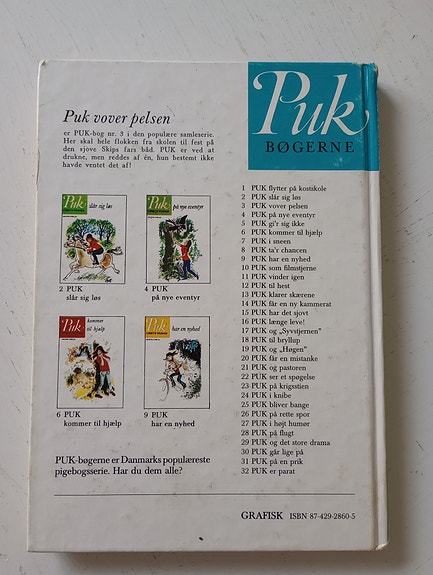 Puk
BØGERNE
Puk vover pelsen
er PUK-bog nr. 3 i den populære samleserie.
Her skal hele flokken fra skolen til fest på
den sjove Skips fars båd. PUK er ved at
drukne, men reddes af én, hun bestemt ikke
havde ventet det af!
Puk slår sig løs
2 PUK
slår sig løs
Puk på nye eventyr
4 PUK
på nye eventyr
Puk kommer
til hjælp
6 PUK
kommer til hjælp
Puk har en nyhed
9 PUK
har en nyhed
PUK-bøgerne er Danmarks populæreste
pigebogsserie. Har du dem alle?
1 PUK flytter på kostskole
2 PUK slår sig løs
3 PUK vover pelsen
4 PUK på nye eventyr
5 PUK gi'r sig ikke
6 PUK kommer til hjælp
7 PUK i sneen
8 PUK ta'r chancen
9 PUK har en nyhed
10 PUK som filmstjerne
11 PUK vinder igen
12 PUK til hest
13 PUK klarer skærene
14 PUK får en ny kammerat
15 PUK har det sjovt
16 PUK længe leve!
17 PUK og „Syvstjernen"
18 PUK til bryllup
19 PUK og „Høgen"
20 PUK får en mistanke
21 PUK og pastoren
22 PUK ser et spøgelse
23 PUK på krigsstien
24 PUK i knibe
25 PUK bliver bange
26 PUK på rette spor
27 PUK i højt humør
28 PUK på flugt
29 PUK og det store drama
30 PUK går lige på
31 PUK på en prik
32 PUK er parat
GRAFISK ISBN 87-429-2860-5